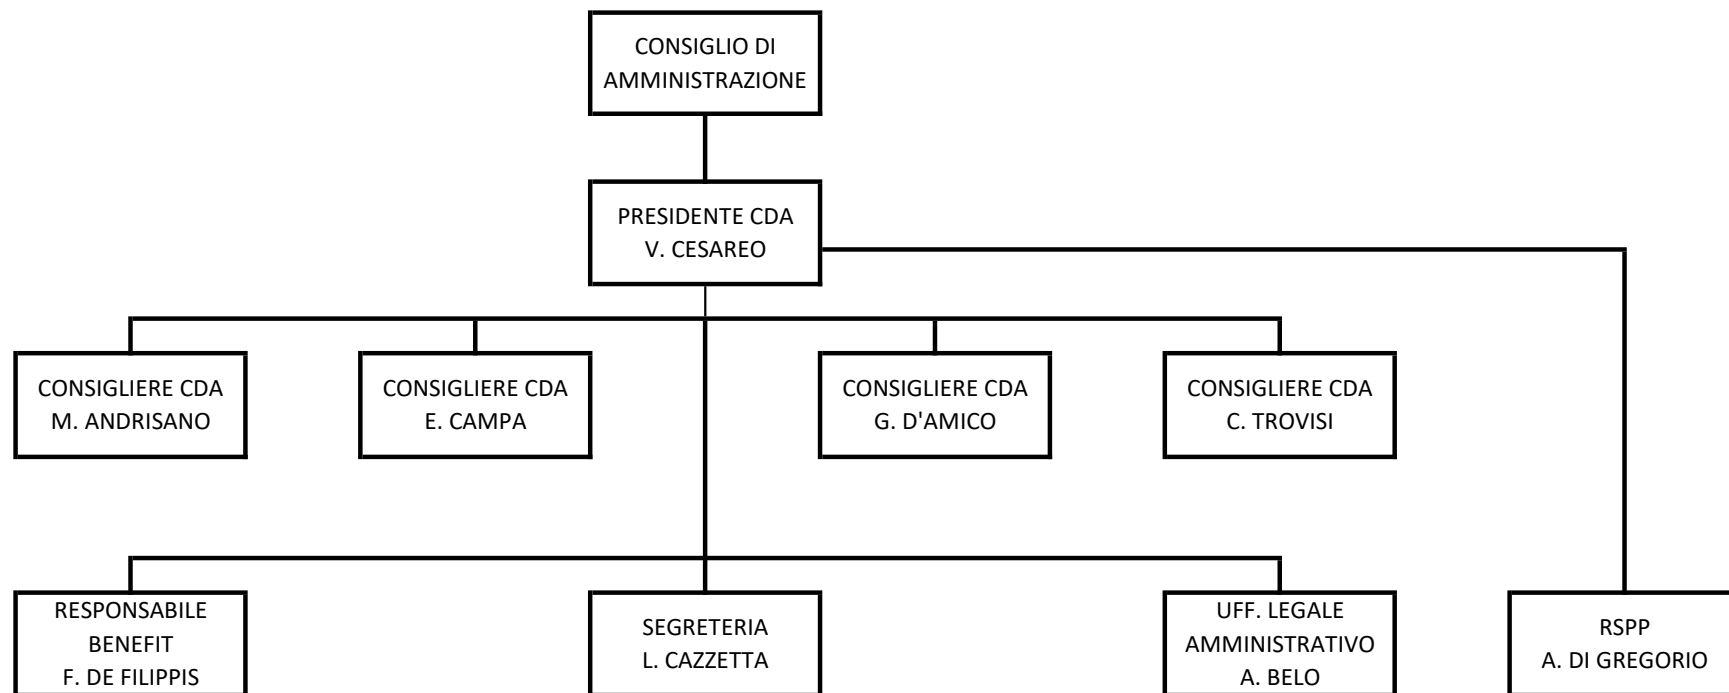 CONSIGLIO DI
AMMINISTRAZIONE
PRESIDENTE CDA
V. CESAREO
CONSIGLIERE CDA
M. ANDRISANO
CONSIGLIERE CDA
E. CAMPA
CONSIGLIERE CDA
G. D'AMICO
CONSIGLIERE CDA
C. TROVISI
RESPONSABILE
BENEFIT
F. DE FILIPPIS
SEGRETERIA
L. CAZZETTA
UFF. LEGALE
AMMINISTRATIVO
A. BELO
RSPP
A. DI GREGORIO